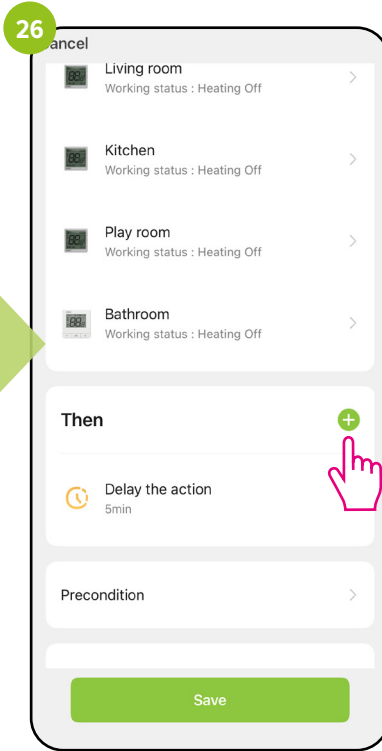 26
ancel
Living room
Working status : Heating Off
Kitchen
Working status : Heating Off
Play room
Working status : Heating Off
Bathroom
Working status : Heating Off
Then
Delay the action
5min
Precondition
Save